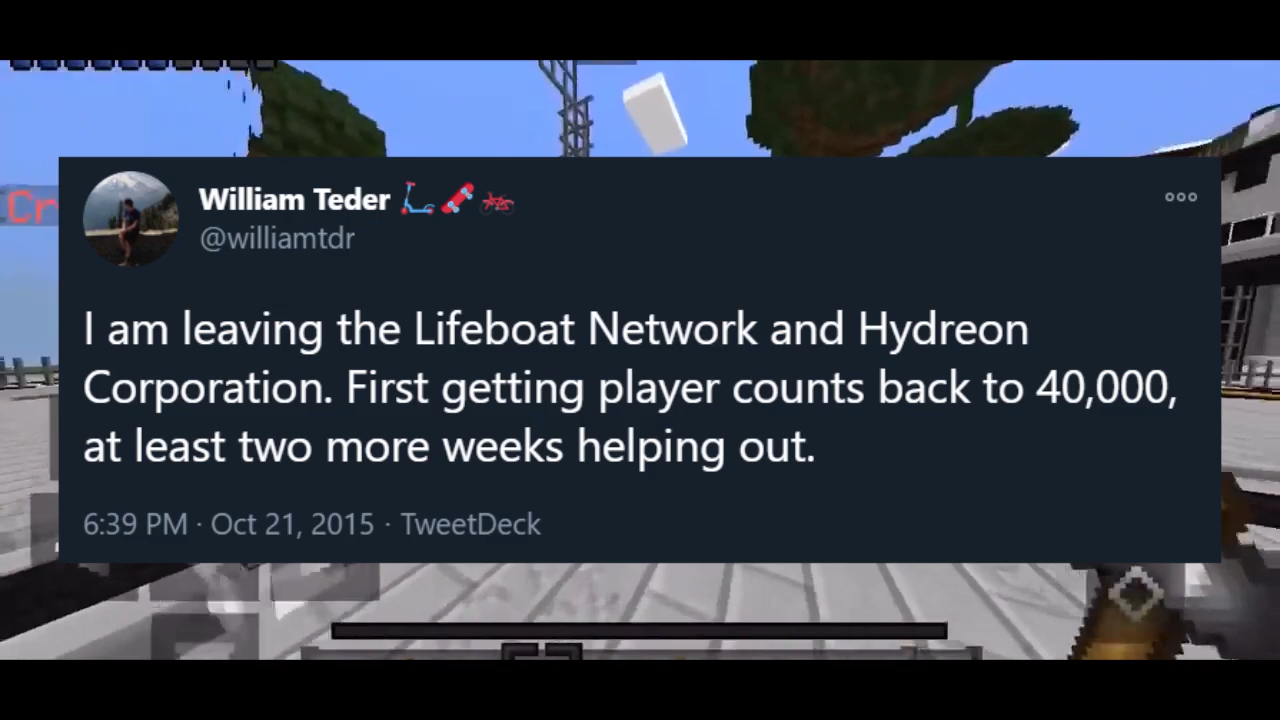 Cr
William Teder 🛴🛹🚲
@williamtdr
I am leaving the Lifeboat Network and Hydreon
Corporation. First getting player counts back to 40,000,
at least two more weeks helping out.
6:39 PM · Oct 21, 2015 · TweetDeck